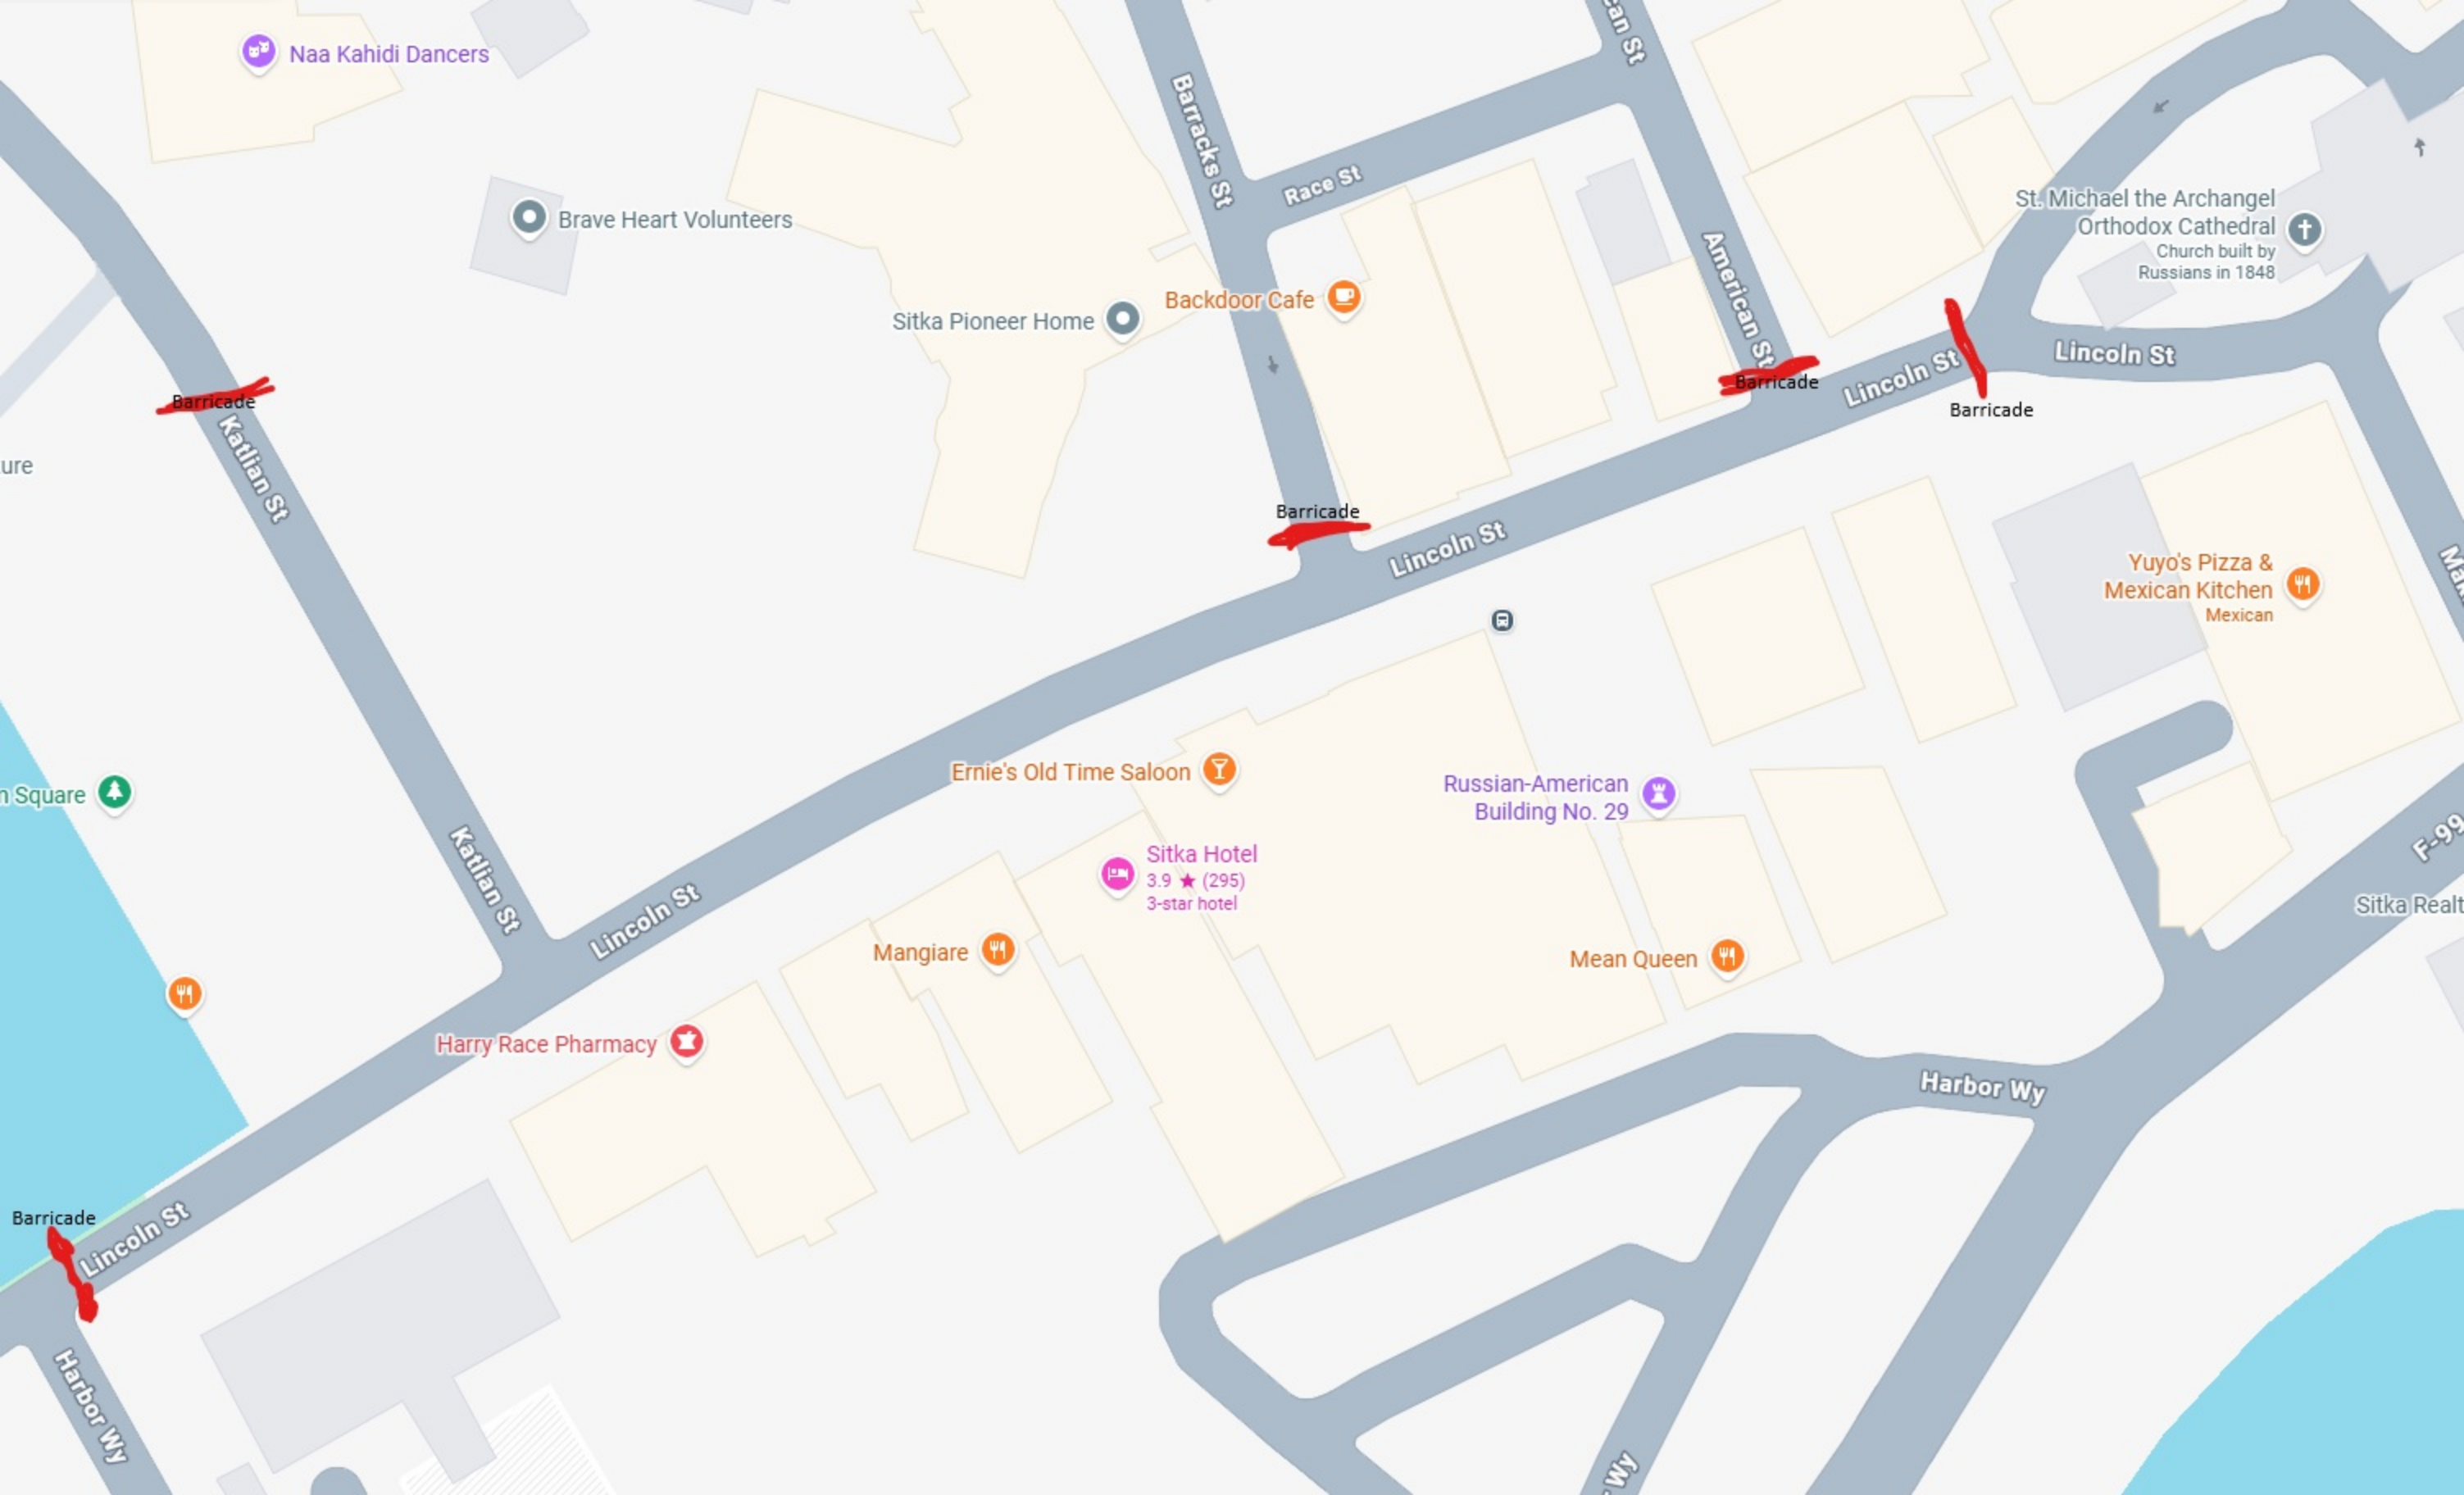 can St
Naa Kahidi Dancers
Barracks St
Race St
St. Michael the Archangel
Orthodox Cathedral
Church built by
Russians in 1848
Brave Heart Volunteers
American St
Backdoor Cafe
Sitka Pioneer Home
Lincoln St
Lincoln St
Barricade
Barricade
Barricade
Katlian St
ure
Barricade
Lincoln St
Yuyo's Pizza &
Mexican Kitchen
Mexican
Ma
Ernie's Old Time Saloon
Russian-American
Building No. 29
n Square
Katlian St
Sitka Hotel
3.9 ★ (295)
3-star hotel
F-99
Sitka Realt
Lincoln St
Mangiare
Mean Queen
Harry Race Pharmacy
Harbor Wy
Barricade
Lincoln St
Harbor Wy
Wy